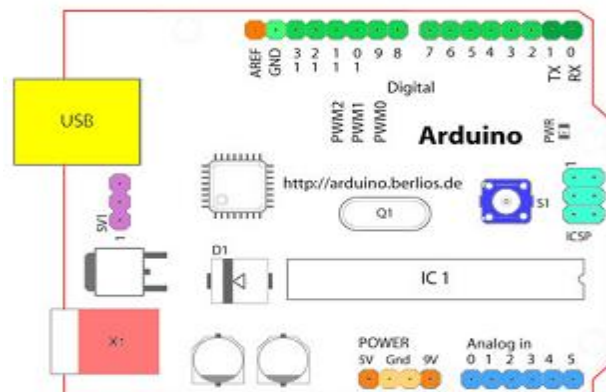 AREF
GND
13
12
11
10
9
8
7
6
5
4
3
2
1
0
TX
RX
Digital
PWM2
PWM1
PWM0
Arduino
PWR
USB
http://arduino.berlios.de
1
SV1
1
Q1
S1
ICSP
D1
IC 1
X1
POWER
5V Gnd 9V
Analog in
0 1 2 3 4 5